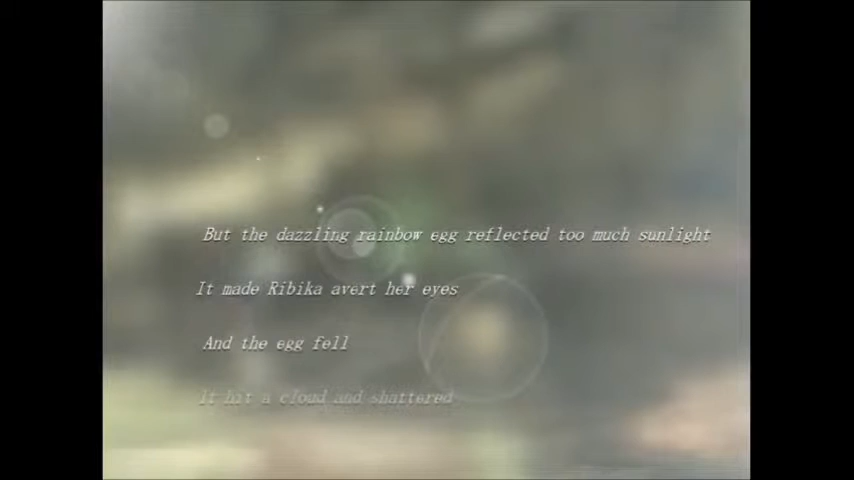 But the dazzling rainbow egg reflected too much sunlight
It made Ribika avert her eyes
And the egg fell
It hit a cloud and shattered